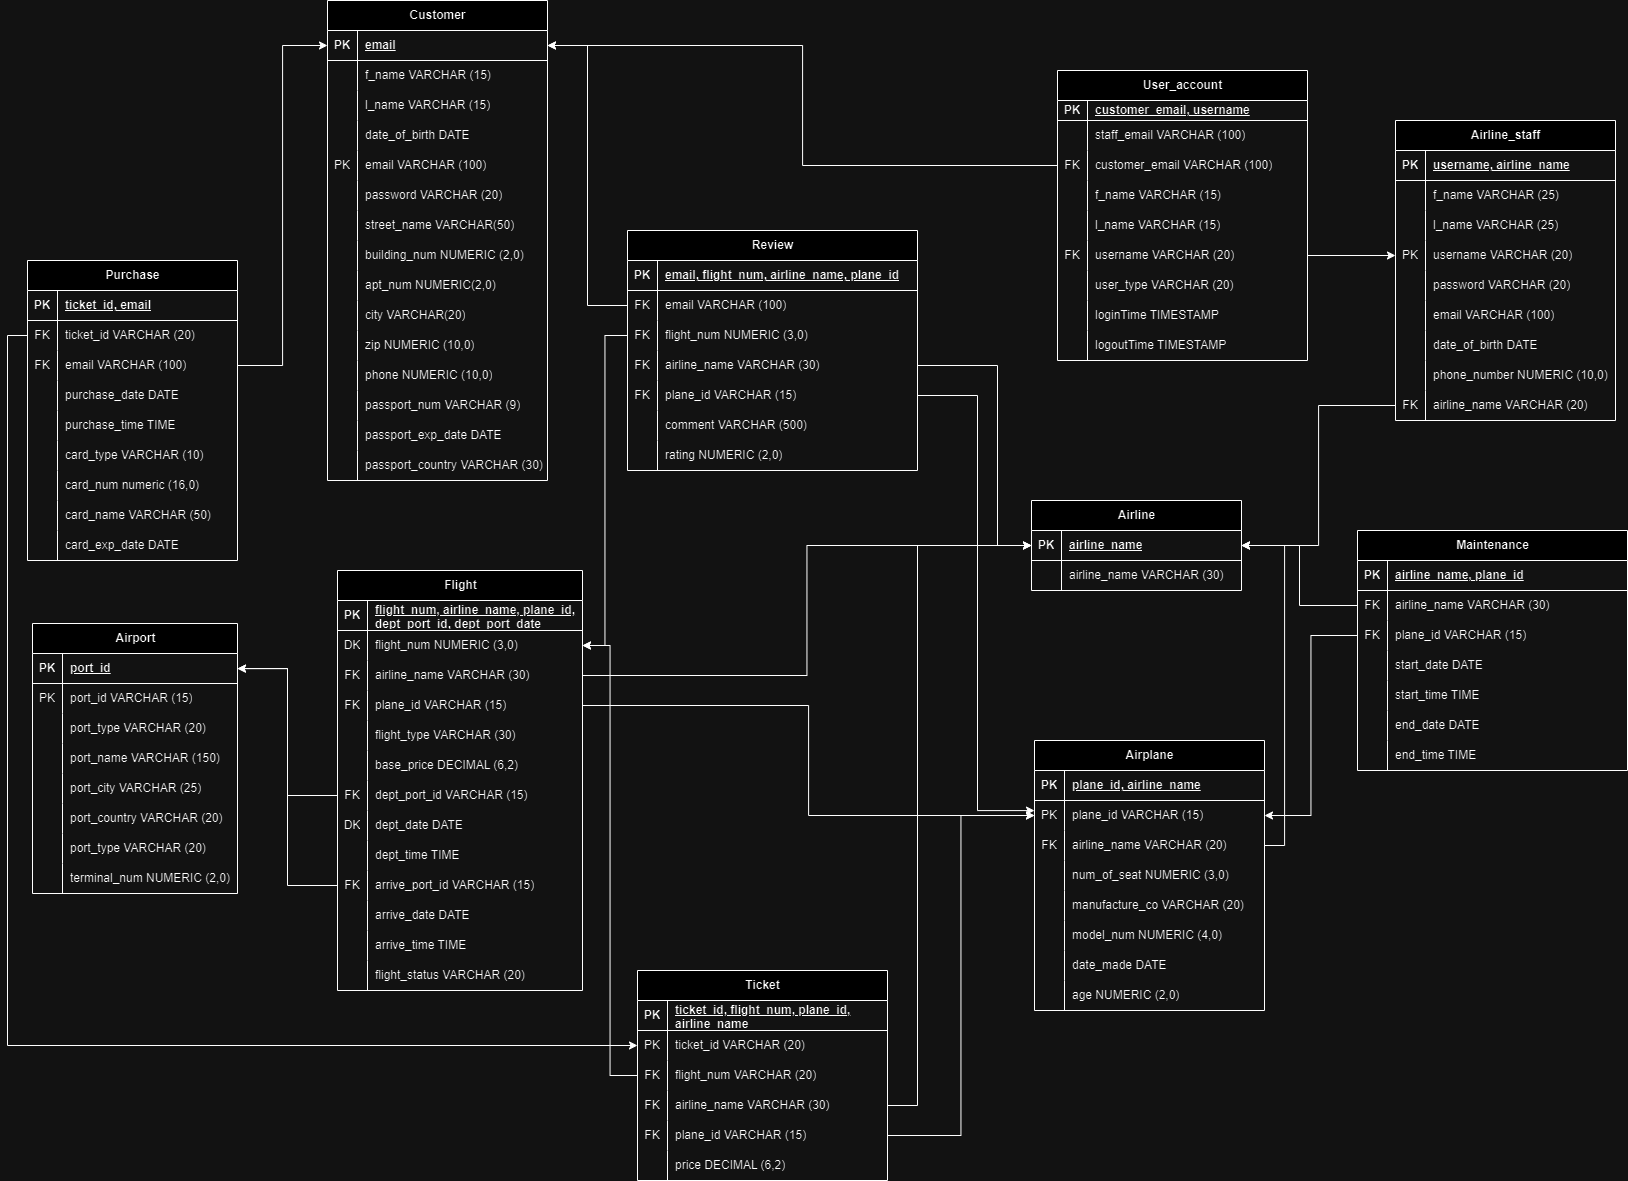 Customer
PK email
f_name VARCHAR (15)
l_name VARCHAR (15)
date_of_birth DATE
PK email VARCHAR (100)
password VARCHAR (20)
street_name VARCHAR(50)
building_num NUMERIC (2,0)
apt_num NUMERIC(2,0)
city VARCHAR(20)
zip NUMERIC (10,0)
phone NUMERIC (10,0)
passport_num VARCHAR (9)
passport_exp_date DATE
passport_country VARCHAR (30)
User_account
PK customer_email, username
staff_email VARCHAR (100)
FK customer_email VARCHAR (100)
f_name VARCHAR (15)
l_name VARCHAR (15)
FK username VARCHAR (20)
user_type VARCHAR (20)
loginTime TIMESTAMP
logoutTime TIMESTAMP
Airline_staff
PK username, airline_name
f_name VARCHAR (25)
l_name VARCHAR (25)
PK username VARCHAR (20)
password VARCHAR (20)
email VARCHAR (100)
date_of_birth DATE
phone_number NUMERIC (10,0)
FK airline_name VARCHAR (20)
Review
PK email, flight_num, airline_name, plane_id
FK email VARCHAR (100)
FK flight_num NUMERIC (3,0)
FK airline_name VARCHAR (30)
FK plane_id VARCHAR (15)
comment VARCHAR (500)
rating NUMERIC (2,0)
Purchase
PK ticket_id, email
FK ticket_id VARCHAR (20)
FK email VARCHAR (100)
purchase_date DATE
purchase_time TIME
card_type VARCHAR (10)
card_num numeric (16,0)
card_name VARCHAR (50)
card_exp_date DATE
Airline
PK airline_name
airline_name VARCHAR (30)
Maintenance
PK airline_name, plane_id
FK airline_name VARCHAR (30)
FK plane_id VARCHAR (15)
start_date DATE
start_time TIME
end_date DATE
end_time TIME
Flight
PK flight_num, airline_name, plane_id,
dept_port_id, dept_port_date
DK flight_num NUMERIC (3,0)
FK airline_name VARCHAR (30)
FK plane_id VARCHAR (15)
flight_type VARCHAR (30)
base_price DECIMAL (6,2)
FK dept_port_id VARCHAR (15)
DK dept_date DATE
dept_time TIME
FK arrive_port_id VARCHAR (15)
arrive_date DATE
arrive_time TIME
flight_status VARCHAR (20)
Airport
PK port_id
PK port_id VARCHAR (15)
port_type VARCHAR (20)
port_name VARCHAR (150)
port_city VARCHAR (25)
port_country VARCHAR (20)
port_type VARCHAR (20)
terminal_num NUMERIC (2,0)
Airplane
PK plane_id, airline_name
PK plane_id VARCHAR (15)
FK airline_name VARCHAR (20)
num_of_seat NUMERIC (3,0)
manufacture_co VARCHAR (20)
model_num NUMERIC (4,0)
date_made DATE
age NUMERIC (2,0)
Ticket
PK ticket_id, flight_num, plane_id,
airline_name
PK ticket_id VARCHAR (20)
FK flight_num VARCHAR (20)
FK airline_name VARCHAR (30)
FK plane_id VARCHAR (15)
price DECIMAL (6,2)